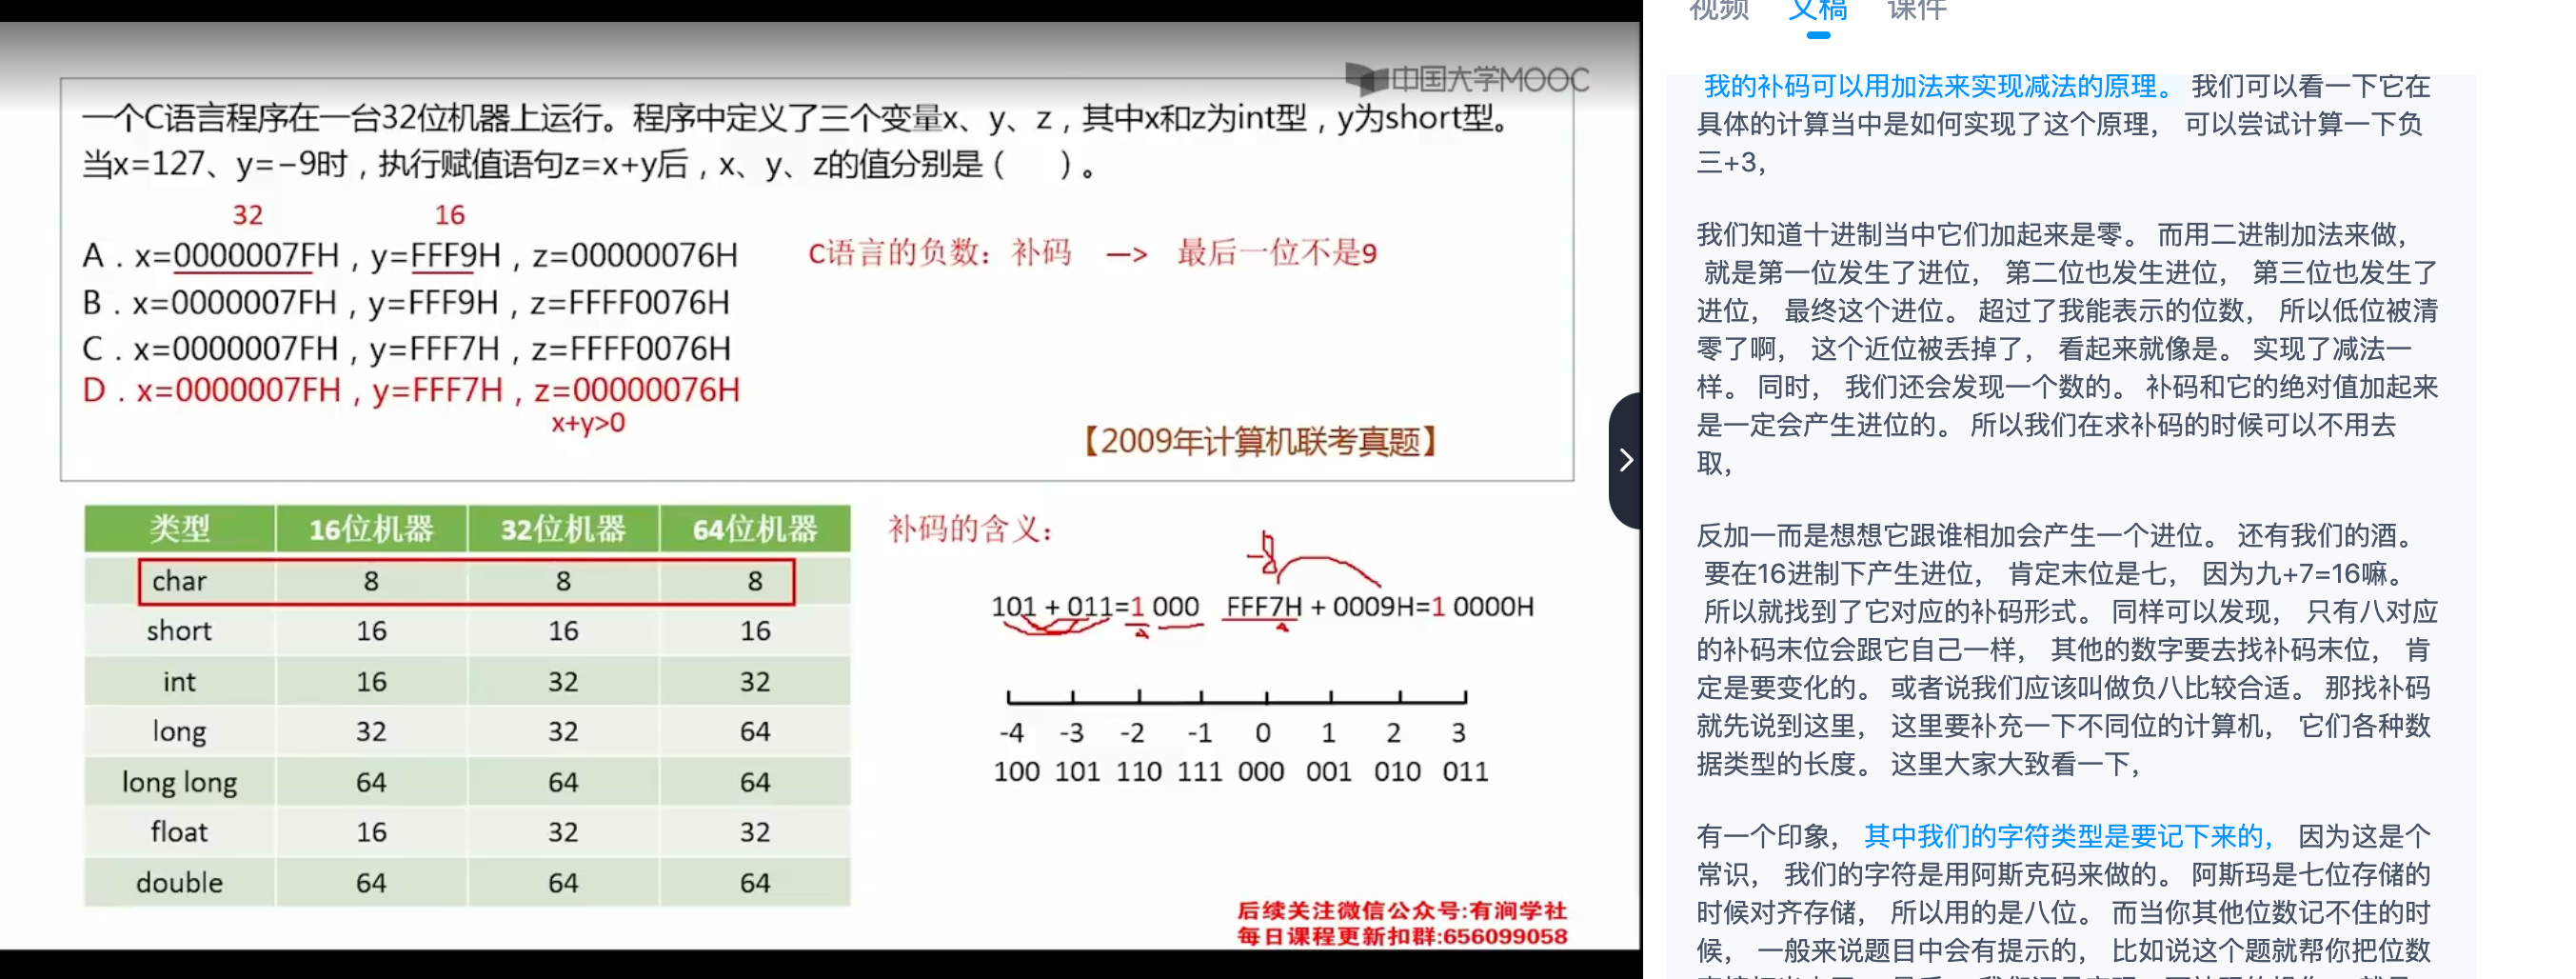 中国大学MOOC
一个C语言程序在一台32位机器上运行。程序中定义了三个变量x、y、z，其中x和z为int型，y为short型。
当x=127、y=-9时，执行赋值语句z=x+y后，x、y、z的值分别是（    ）。
32 16
A．x=0000007FH，y=FFF9H，z=00000076H C语言的负数：补码 —> 最后一位不是9
B．x=0000007FH，y=FFF9H，z=FFFF0076H
C．x=0000007FH，y=FFF7H，z=FFFF0076H
D．x=0000007FH，y=FFF7H，z=00000076H
x+y>0
【2009年计算机联考真题】
类型 16位机器 32位机器 64位机器
char 8 8 8
short 16 16 16
int 16 32 32
long 32 32 64
long long 64 64 64
float 16 32 32
double 64 64 64
补码的含义：
101 + 011=1 000 FFF7H + 0009H=1 0000H
-4 -3 -2 -1 0 1 2 3
100 101 110 111 000 001 010 011
后续关注微信公众号:有涧学社
每日课程更新扣群:656099058
视频 文稿 课件
我的补码可以用加法来实现减法的原理。 我们可以看一下它在
具体的计算当中是如何实现了这个原理， 可以尝试计算一下负
三+3，
我们知道十进制当中它们加起来是零。 而用二进制加法来做，
就是第一位发生了进位， 第二位也发生进位， 第三位也发生了
进位， 最终这个进位。 超过了我能表示的位数， 所以低位被清
零了啊， 这个近位被丢掉了， 看起来就像是。 实现了减法一
样。 同时， 我们还会发现一个数的。 补码和它的绝对值加起来
是一定会产生进位的。 所以我们在求补码的时候可以不用去
取，
反加一而是想想它跟谁相加会产生一个进位。 还有我们的酒。
要在16进制下产生进位， 肯定末位是七， 因为九+7=16嘛。
所以就找到了它对应的补码形式。 同样可以发现， 只有八对应
的补码末位会跟它自己一样， 其他的数字要去找补码末位， 肯
定是要变化的。 或者说我们应该叫做负八比较合适。 那找补码
就先说到这里， 这里要补充一下不同位的计算机， 它们各种数
据类型的长度。 这里大家大致看一下，
有一个印象， 其中我们的字符类型是要记下来的， 因为这是个
常识， 我们的字符是用阿斯克码来做的。 阿斯玛是七位存储的
时候对齐存储， 所以用的是八位。 而当你其他位数记不住的时
候， 一般来说题目中会有提示的， 比如说这个题就帮你把位数